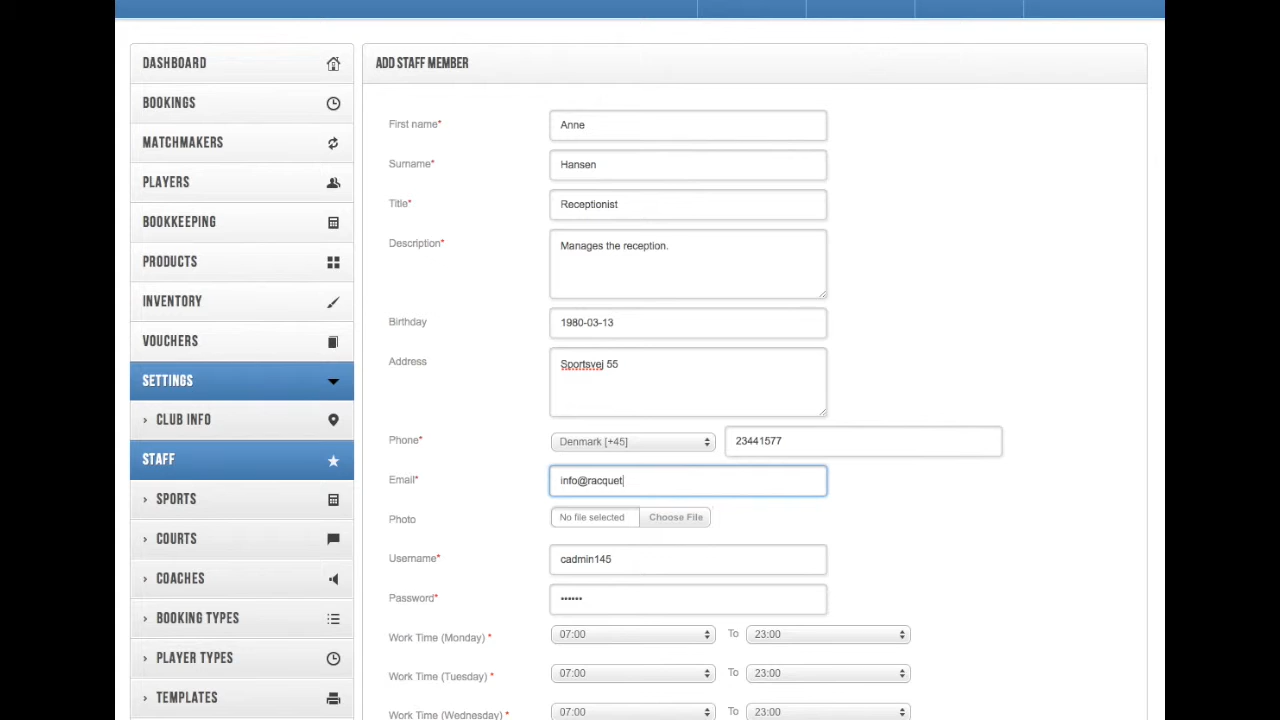 DASHBOARD
BOOKINGS
MATCHMAKERS
PLAYERS
BOOKKEEPING
PRODUCTS
INVENTORY
VOUCHERS
SETTINGS
› CLUB INFO
STAFF
› SPORTS
› COURTS
› COACHES
› BOOKING TYPES
› PLAYER TYPES
› TEMPLATES
ADD STAFF MEMBER
First name* Anne
Surname* Hansen
Title* Receptionist
Description* Manages the reception.
Birthday 1980-03-13
Address Sportsvej 55
Phone* Denmark [+45] 23441577
Email* info@racquet
Photo No file selected Choose File
Username* cadmin145
Password* ••••••
Work Time (Monday) * 07:00 To 23:00
Work Time (Tuesday) * 07:00 To 23:00
Work Time (Wednesday) * 07:00 To 23:00